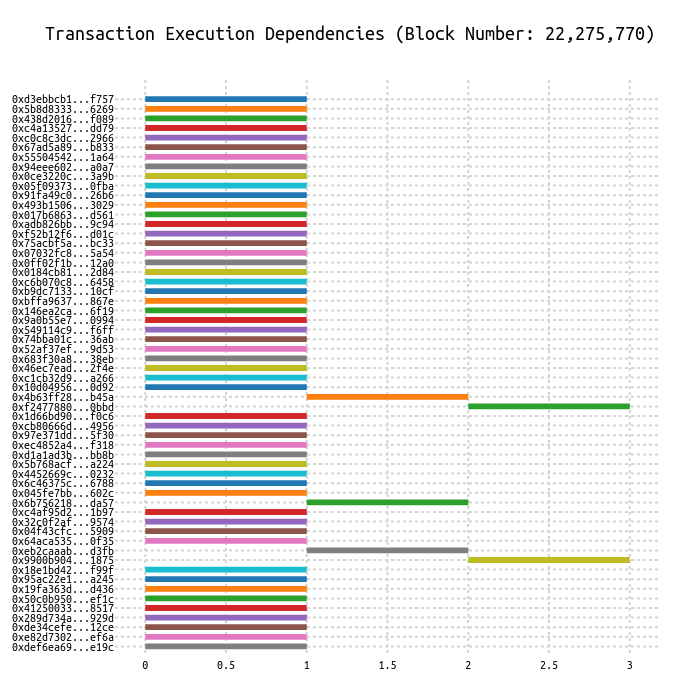 Transaction Execution Dependencies (Block Number: 22,275,770)
0xd3ebbcb1...f757
0x5b8d8333...6269
0x438d2016...f089
0xc4a13527...dd79
0xc0c8c3dc...2966
0x67ad5a89...b833
0x55504542...1a64
0x94eee602...a0a7
0x0ce3220c...3a9b
0x05f09373...0fba
0x91fa49c0...26b6
0x493b1506...3029
0x017b6863...d561
0xadb826bb...9c94
0xf52b12f6...d01c
0x75acbf5a...bc33
0x07032fc8...5a54
0x0ff02f1b...12a0
0x0184cb81...2d84
0xc6b070c8...6458
0xb9dc7133...10cf
0xbffa9637...867e
0x146ea2ca...6f19
0x9a0b55e7...0994
0x549114c9...f6ff
0x74bba01c...36ab
0x52af37ef...9d53
0x683f30a8...38eb
0x46ec7ead...2f4e
0xc1cb32d9...a266
0x10d04956...0d92
0x4b63ff28...b45a
0xf2477880...0bbd
0x1d66bd90...f0c6
0xcb80666d...4956
0x97e371dd...5f30
0xec4852a4...f318
0xd1a1ad3b...bb8b
0x5b768acf...a224
0x4452669c...0232
0x6c46375c...6788
0x045fe7bb...602c
0x6b756218...da57
0xc4af95d2...1b97
0x32c0f2af...9574
0x04f43cfc...5909
0x64aca535...0f35
0xeb2caaab...d3fb
0x9900b904...1875
0x18e1bd42...f99f
0x95ac22e1...a245
0x19fa363d...d436
0x50c0b950...ef1c
0x41250033...8517
0x289d734a...929d
0xde34cefe...12ce
0xe82d7302...ef6a
0xdef6ea69...e19c
0 0.5 1 1.5 2 2.5 3